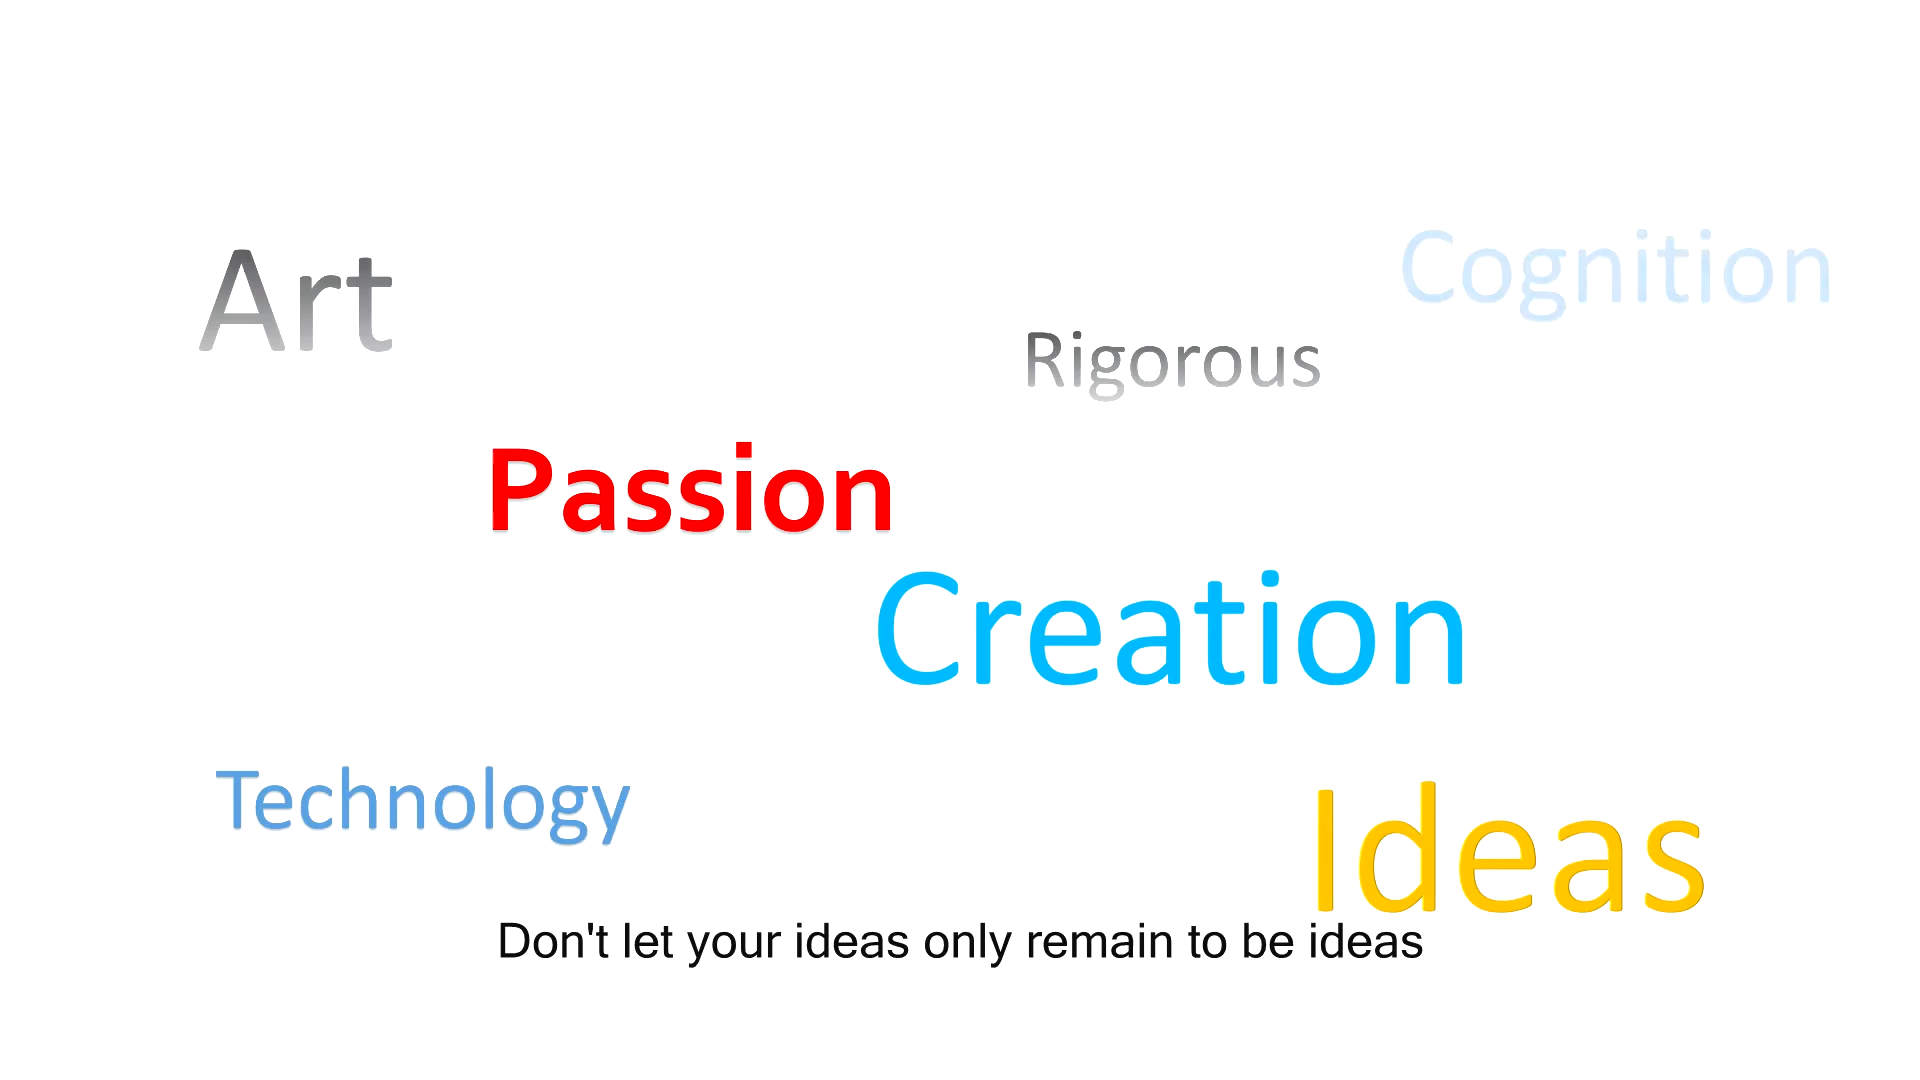 Art
Cognition
Rigorous
Passion
Creation
Technology
Ideas
Don't let your ideas only remain to be ideas